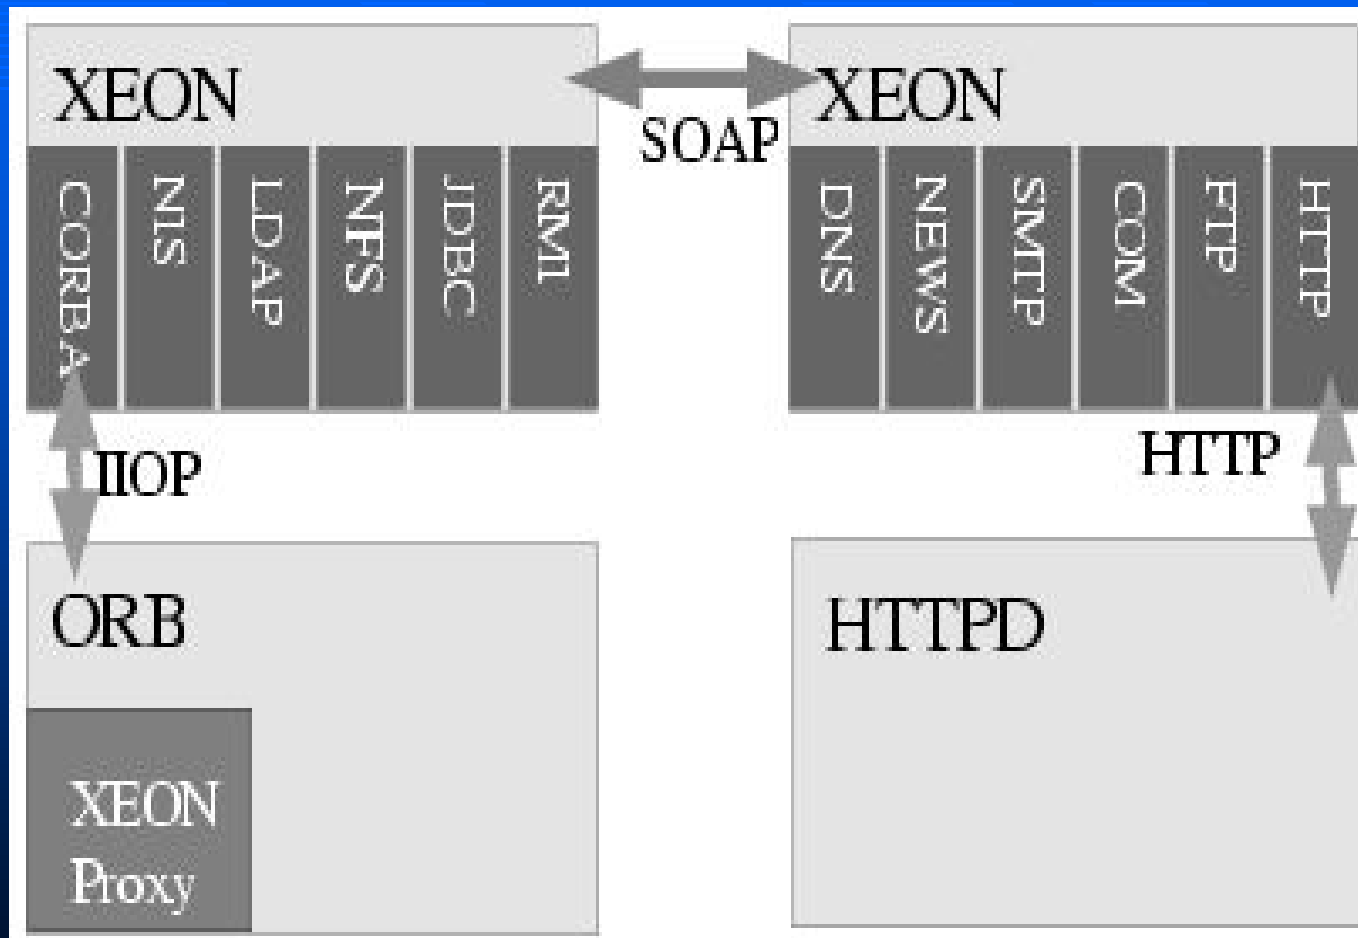 XEON
SOAP
XEON
CORBA
NIS
LDAP
NFS
JDBC
RMI
DNS
NEWS
SMTP
COM
FTP
HTTP
IIOP
HTTP
ORB
HTTPD
XEON
Proxy